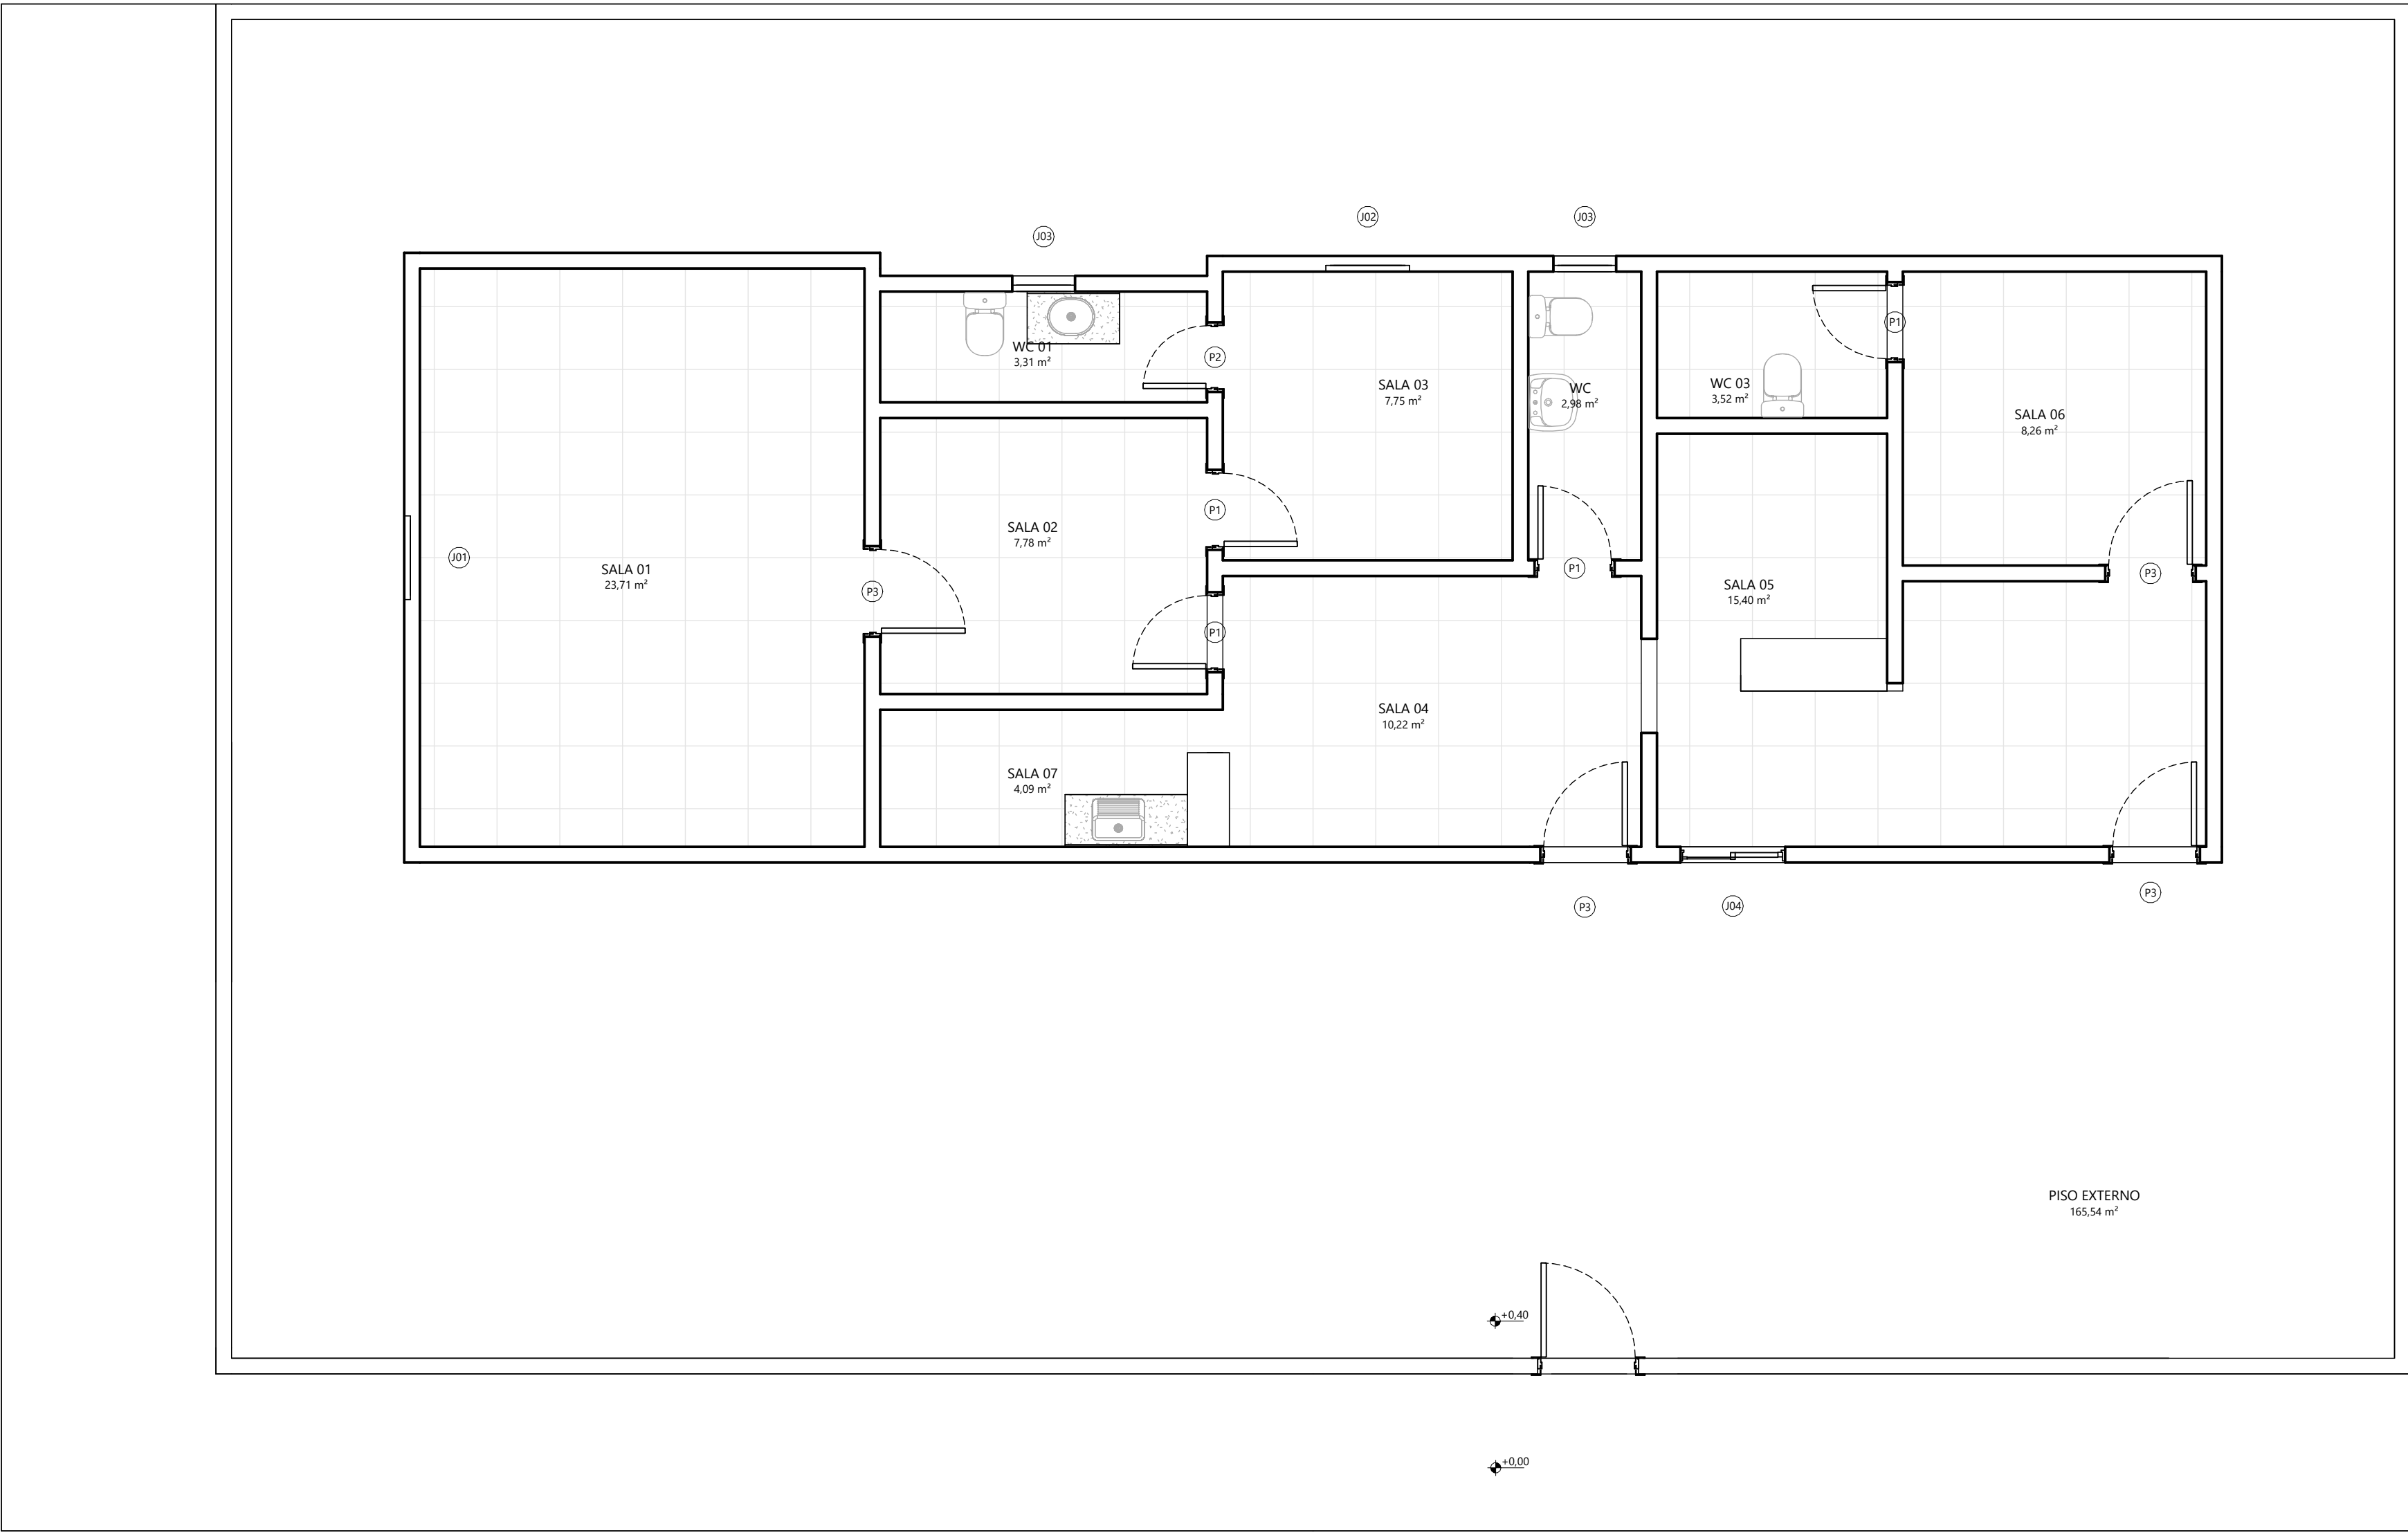 J02
J03
J03
P1
WC 01
3,31 m²
P2
SALA 03
7,75 m²
WC
2,98 m²
WC 03
3,52 m²
SALA 06
8,26 m²
P1
SALA 02
7,78 m²
J01
SALA 01
23,71 m²
P3
P1
P1
SALA 05
15,40 m²
P3
SALA 04
10,22 m²
SALA 07
4,09 m²
P3
J04
P3
PISO EXTERNO
165,54 m²
+0,40
+0,00